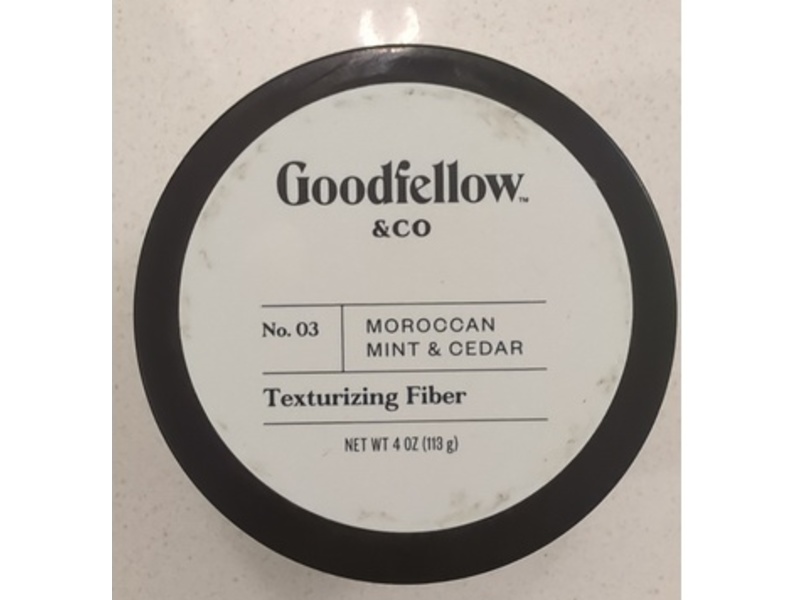 Goodfellow™
&CO
No. 03
MOROCCAN
MINT & CEDAR
Texturizing Fiber
NET WT 4 OZ (113 g)